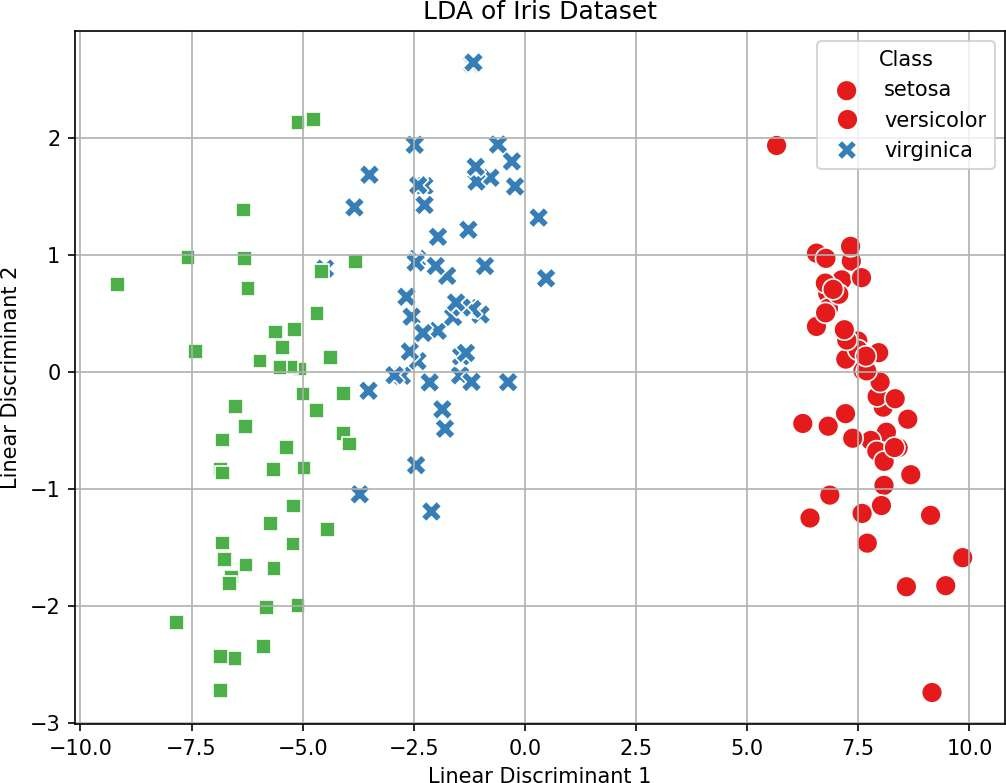 LDA of Iris Dataset
Class
setosa
versicolor
virginica
2
1
0
−1
−2
−3
Linear Discriminant 2
−10.0 −7.5 −5.0 −2.5 0.0 2.5 5.0 7.5 10.0
Linear Discriminant 1